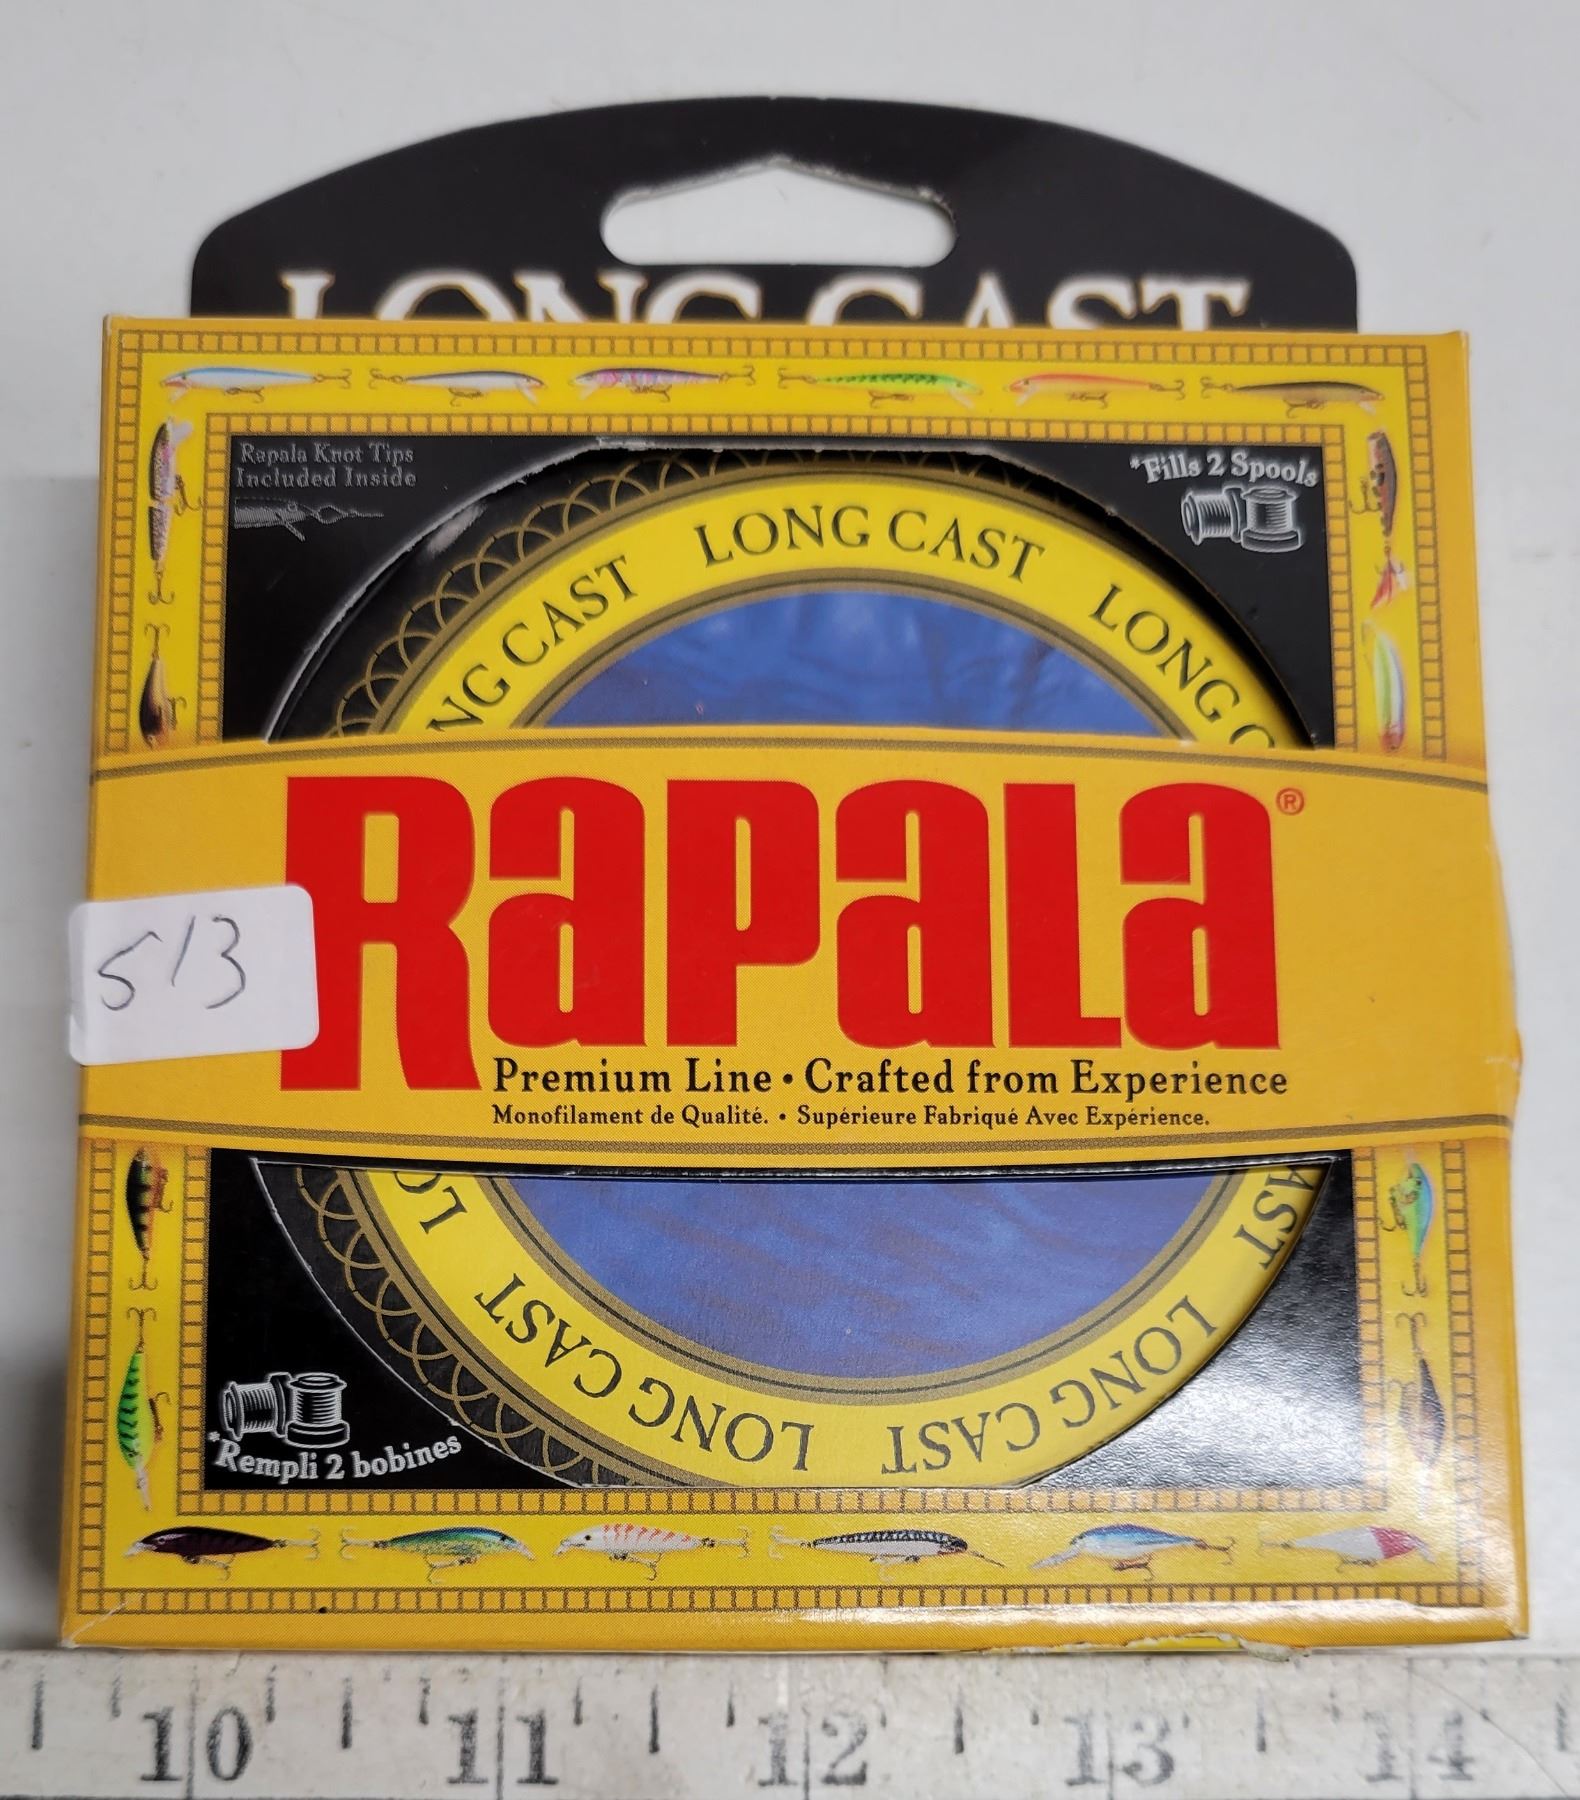 LONG CAST
Rapala Knot Tips
Included Inside
*Fills 2 Spools
LONG CAST
LONG CAST
RAPALA®
513
Premium Line • Crafted from Experience
Monofilament de Qualité. • Supérieure Fabriqué Avec Expérience.
LONG CAST
LONG CAST
*Rempli 2 bobines
10 11 12 13 14